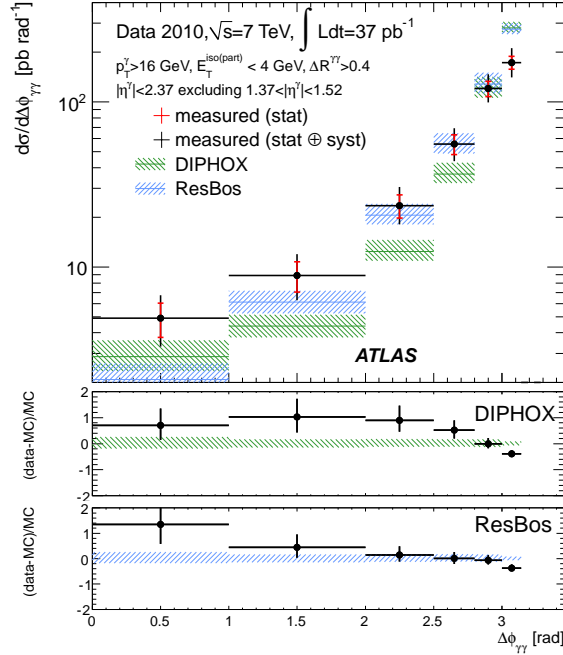 Data 2010, √s=7 TeV, ∫ Ldt=37 pb⁻¹
p_T^γ>16 GeV, E_T^iso(part) < 4 GeV, ΔR^γγ>0.4
|η^γ|<2.37 excluding 1.37<|η^γ|<1.52
measured (stat)
measured (stat ⊕ syst)
DIPHOX
ResBos
dσ/dΔϕ_γγ [pb rad⁻¹]
10²
10
ATLAS
(data-MC)/MC
2
1
0
-1
-2
DIPHOX
(data-MC)/MC
2
1
0
-1
-2
ResBos
0 0.5 1 1.5 2 2.5 3
Δϕ_γγ [rad]